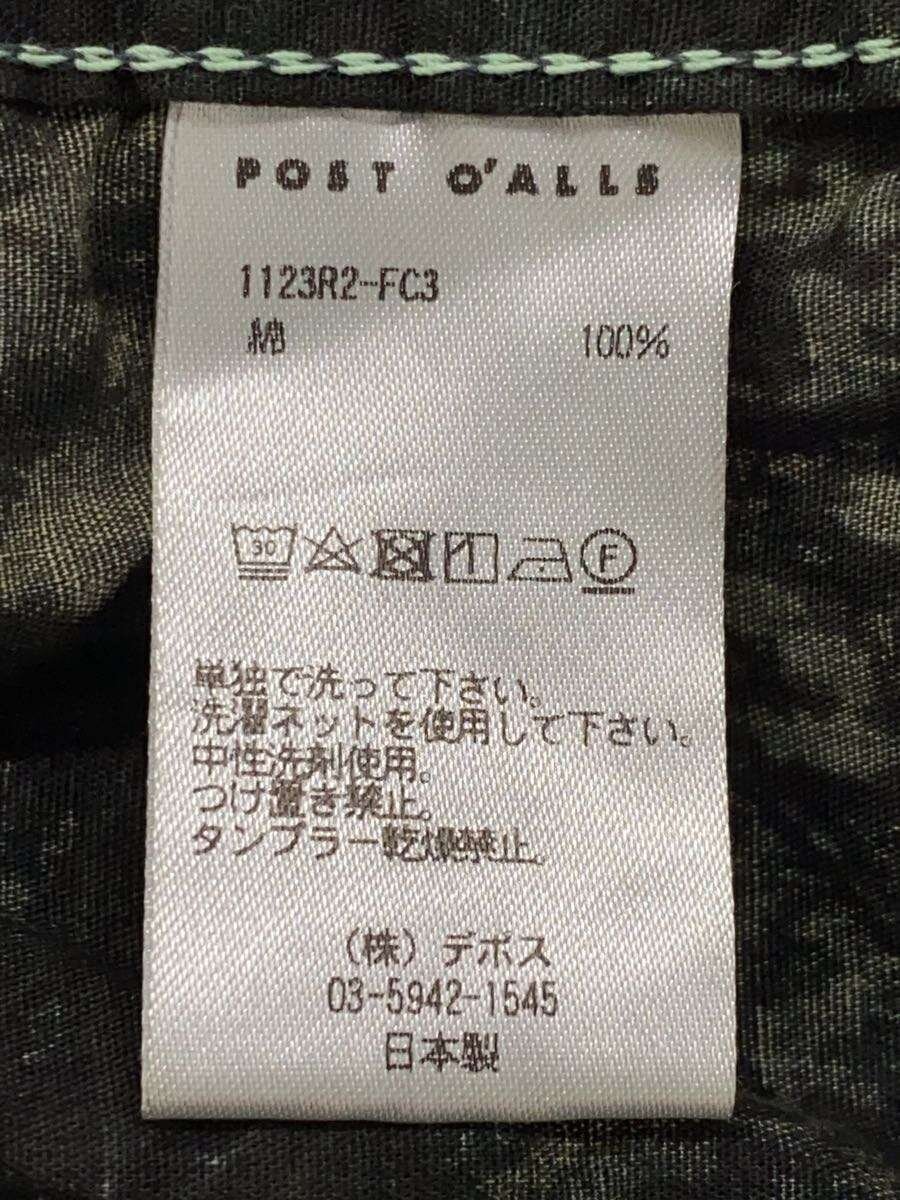 POST O'ALLS
1123R2-FC3
綿 100%
30 1 F
単独で洗って下さい。
洗濯ネットを使用して下さい。
中性洗剤使用。
つけ置き禁止。
タンブラー乾燥禁止。
（株）デポス
03-5942-1545
日本製